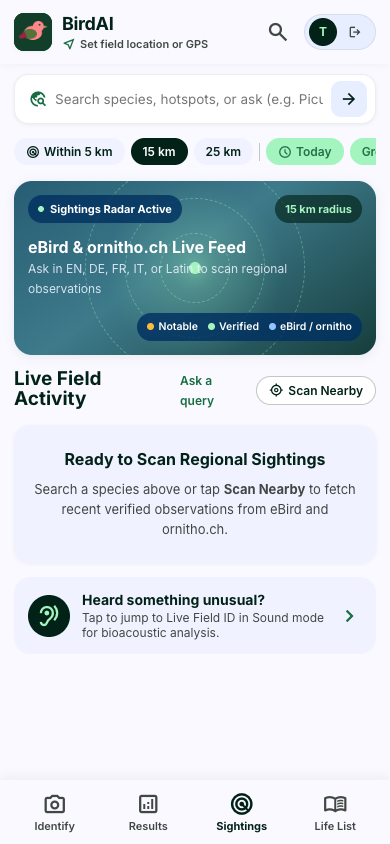 BirdAI
Set field location or GPS
T
Search species, hotspots, or ask (e.g. Picu
Within 5 km
15 km
25 km
Today
Gr
Sightings Radar Active
15 km radius
eBird & ornitho.ch Live Feed
Ask in EN, DE, FR, IT, or Latin to scan regional
observations
Notable
Verified
eBird / ornitho
Live Field
Activity
Ask a
query
Scan Nearby
Ready to Scan Regional Sightings
Search a species above or tap Scan Nearby to fetch
recent verified observations from eBird and
ornitho.ch.
Heard something unusual?
Tap to jump to Live Field ID in Sound mode
for bioacoustic analysis.
Identify
Results
Sightings
Life List